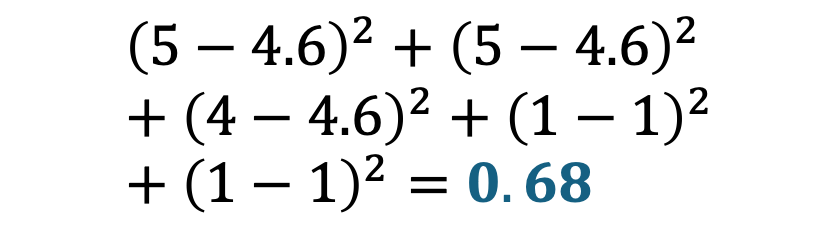 (5 − 4.6)² + (5 − 4.6)²
+ (4 − 4.6)² + (1 − 1)²
+ (1 − 1)² = 0.68